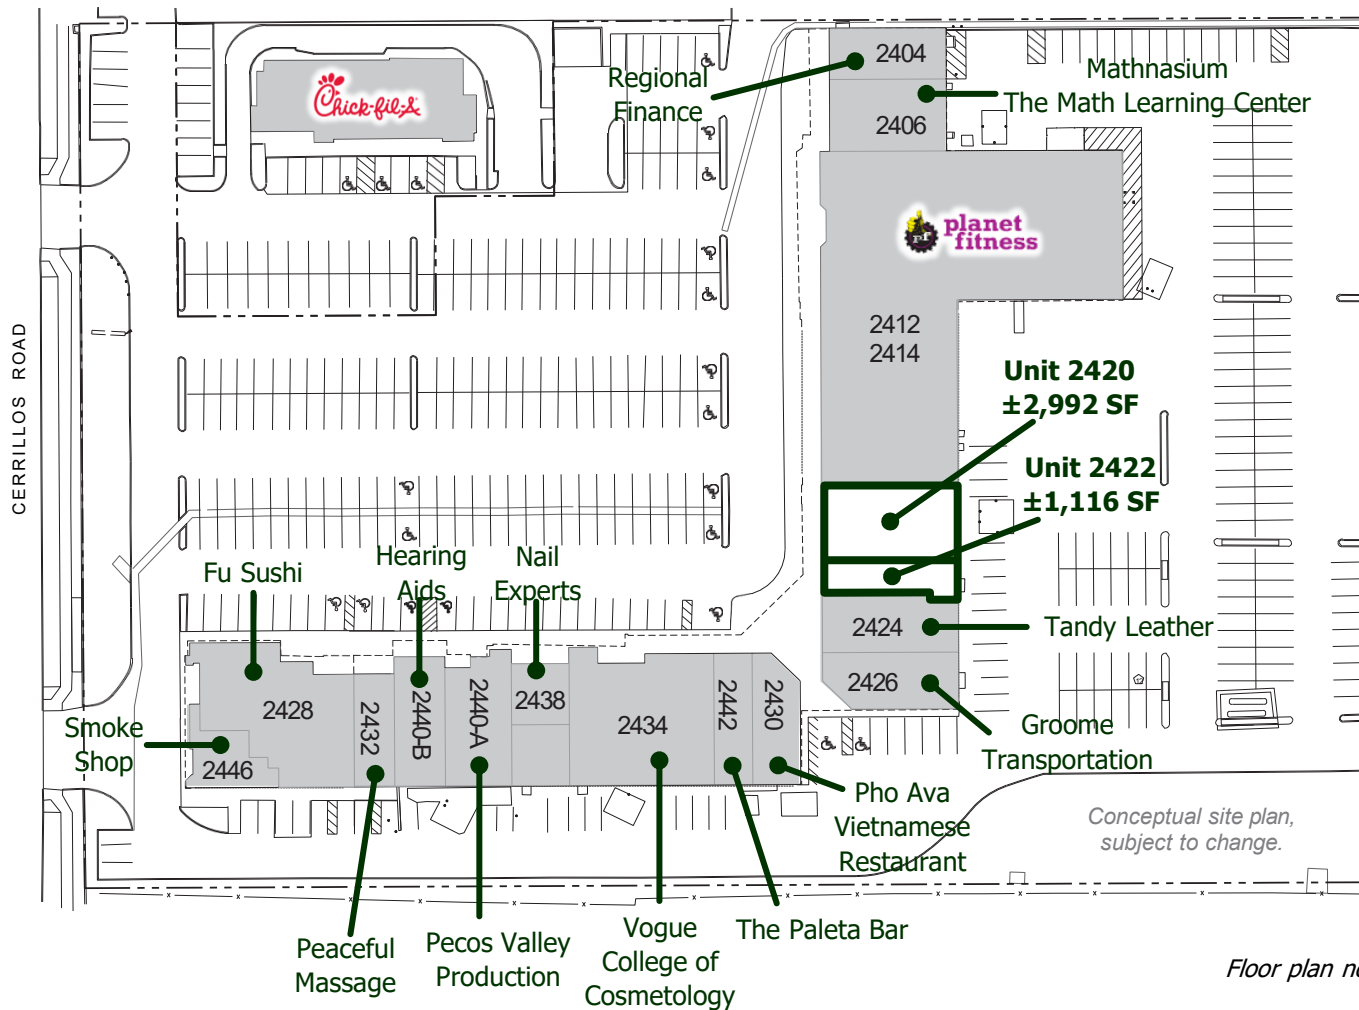 2404
Regional
Finance
Mathnasium
The Math Learning Center
2406
Chick-fil-A
planet
fitness
CERRILLOS ROAD
2412
2414
Unit 2420
±2,992 SF
Unit 2422
±1,116 SF
Fu Sushi
Hearing
Aids
Nail
Experts
2424
Tandy Leather
2426
Groome
Transportation
Smoke
Shop
2428
2446
2432
2440-B
2440-A
2438
2434
2442
2430
Pho Ava
Vietnamese
Restaurant
Conceptual site plan,
subject to change.
Peaceful
Massage
Pecos Valley
Production
Vogue
College of
Cosmetology
The Paleta Bar
Floor plan